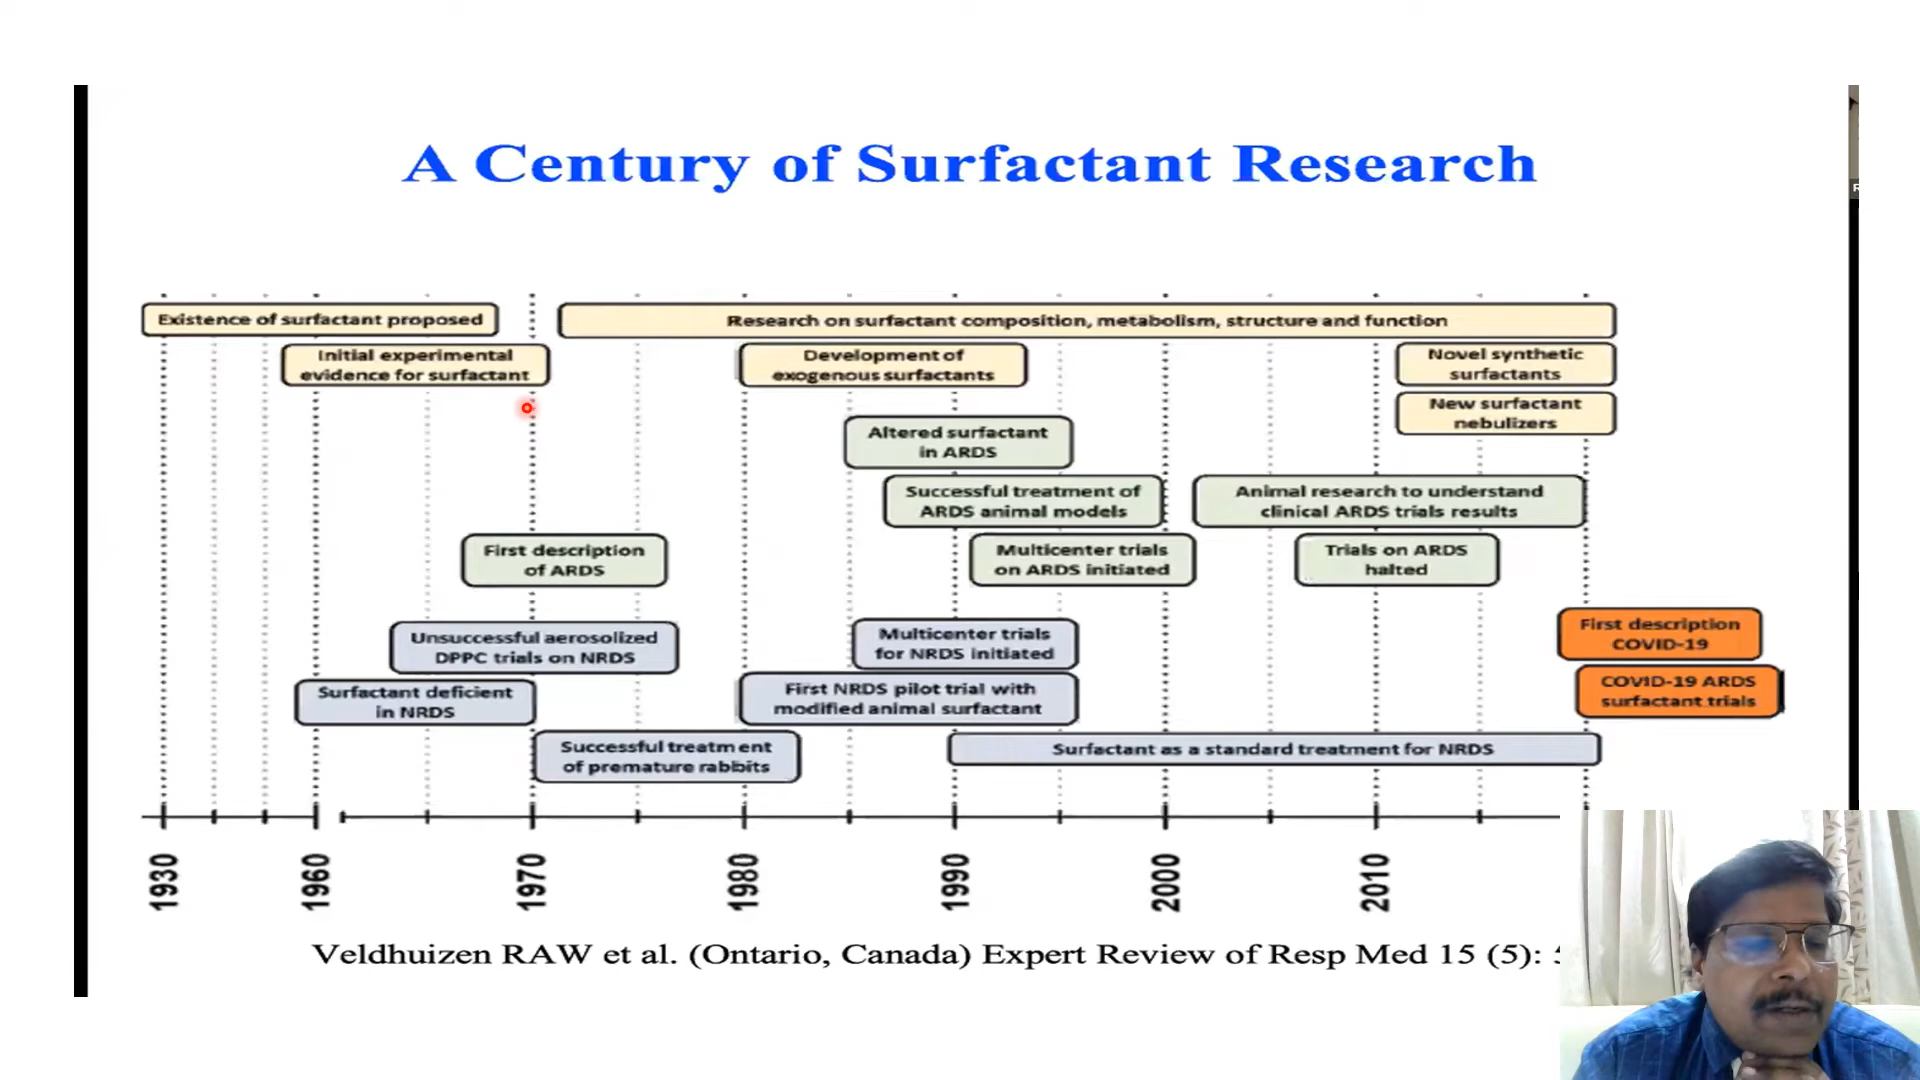 A Century of Surfactant Research
Existence of surfactant proposed
Research on surfactant composition, metabolism, structure and function
Initial experimental
evidence for surfactant
Development of
exogenous surfactants
Novel synthetic
surfactants
New surfactant
nebulizers
Altered surfactant
in ARDS
Successful treatment of
ARDS animal models
Animal research to understand
clinical ARDS trials results
First description
of ARDS
Multicenter trials
on ARDS initiated
Trials on ARDS
halted
Unsuccessful aerosolized
DPPC trials on NRDS
Multicenter trials
for NRDS initiated
First description
COVID-19
Surfactant deficient
in NRDS
First NRDS pilot trial with
modified animal surfactant
COVID-19 ARDS
surfactant trials
Successful treatment
of premature rabbits
Surfactant as a standard treatment for NRDS
1930
1960
1970
1980
1990
2000
2010
Veldhuizen RAW et al. (Ontario, Canada) Expert Review of Resp Med 15 (5):